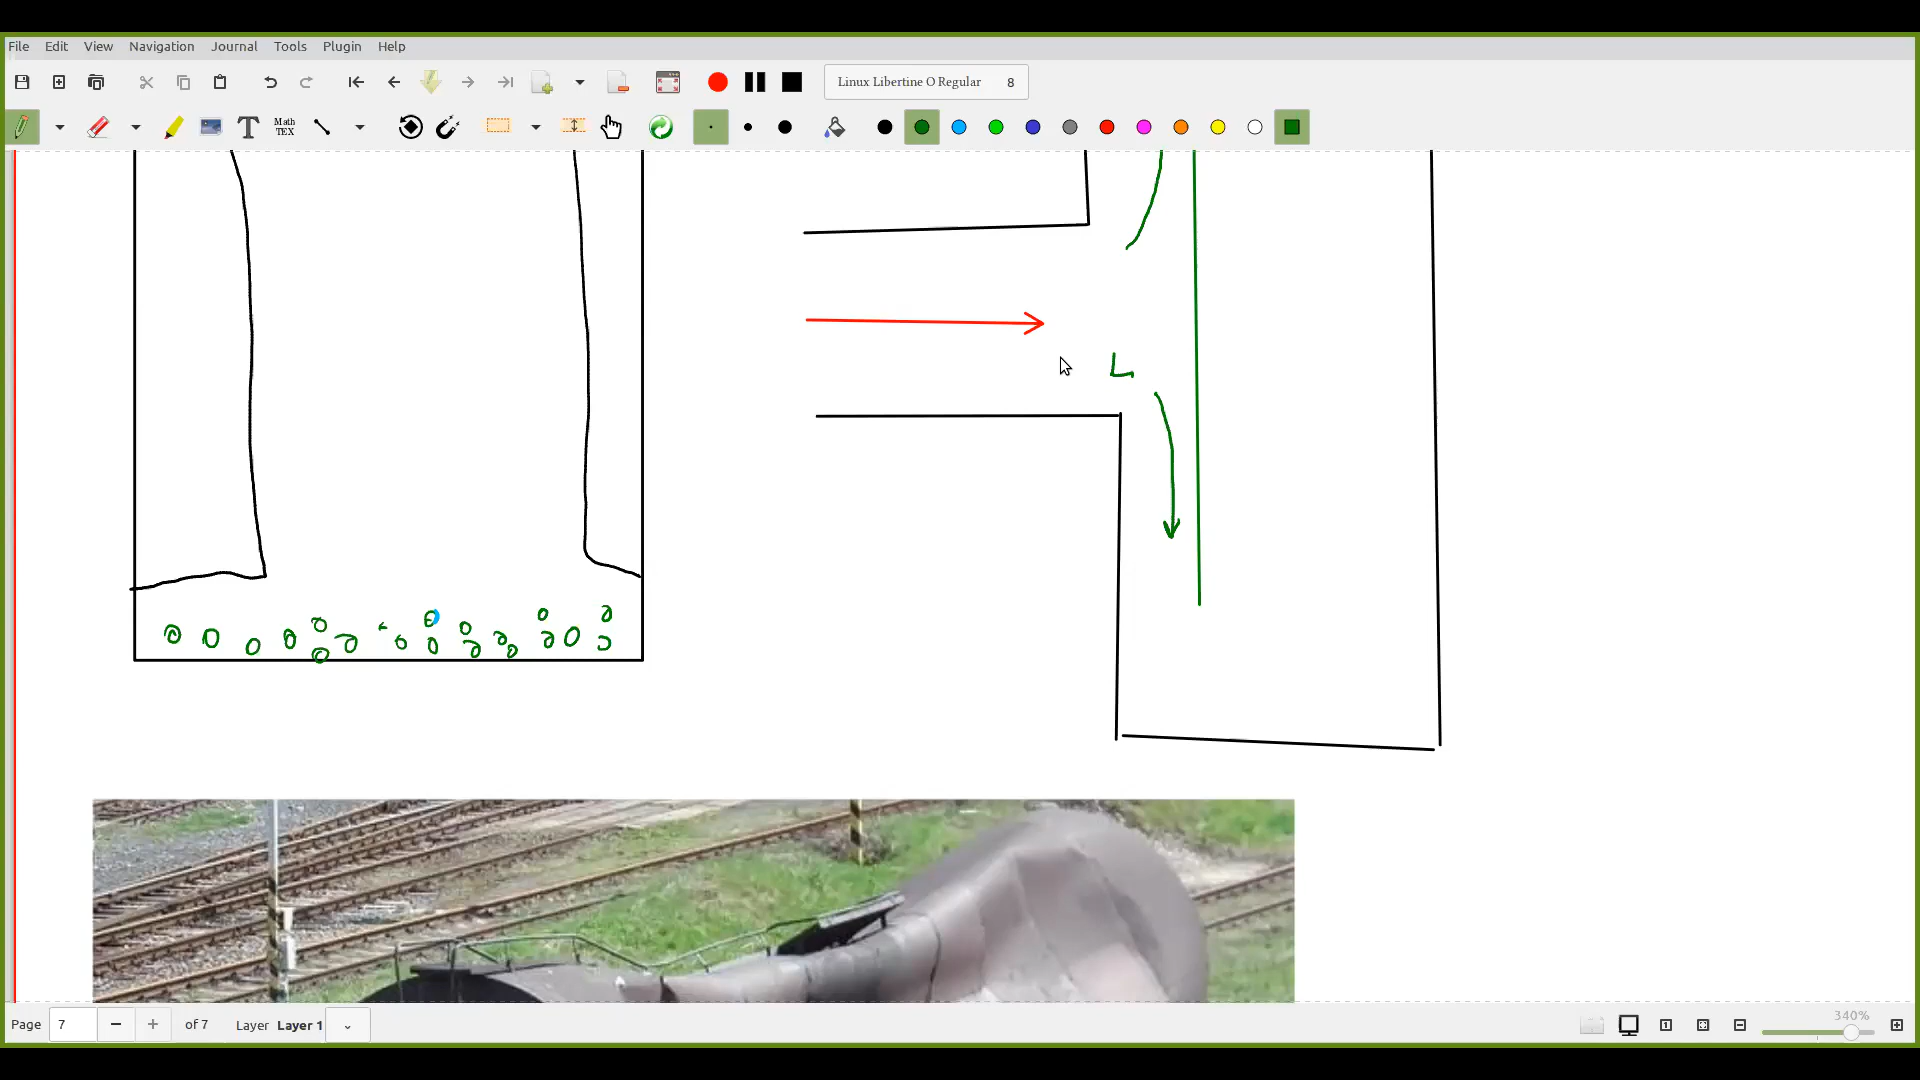 File Edit View Navigation Journal Tools Plugin Help
Linux Libertine O Regular 8
T Math TEX
Page 7 of 7 Layer Layer 1 340%